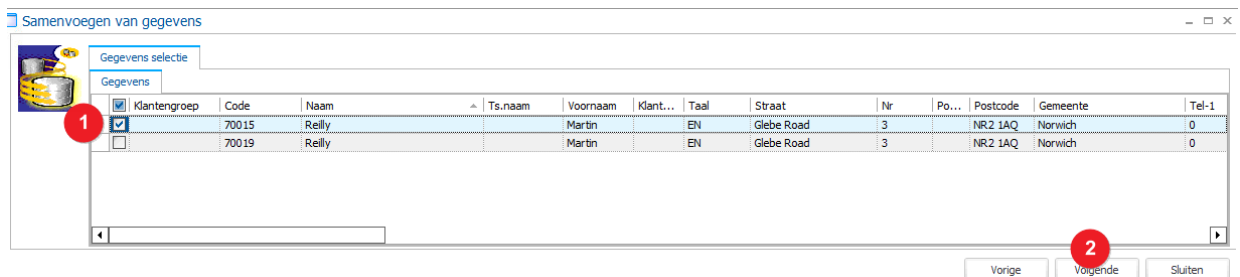 Samenvoegen van gegevens
Gegevens selectie
Gegevens
Klantengroep Code Naam Ts.naam Voornaam Klant... Taal Straat Nr Po... Postcode Gemeente Tel-1
1
70015 Reilly Martin EN Glebe Road 3 NR2 1AQ Norwich 0
70019 Reilly Martin EN Glebe Road 3 NR2 1AQ Norwich 0
2
Vorige Volgende Sluiten